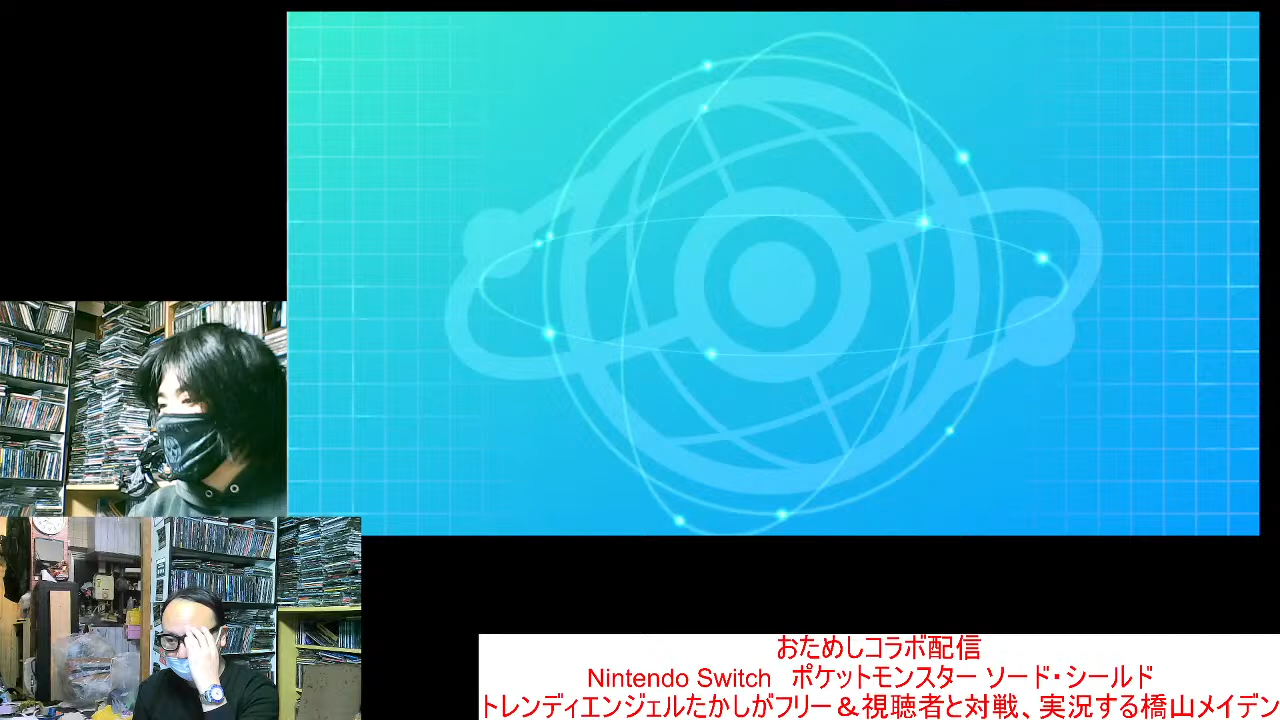 おためしコラボ配信
Nintendo Switch ポケットモンスター ソード・シールド
トレンディエンジェルたかしがフリー＆視聴者と対戦、実況する橋山メイデン